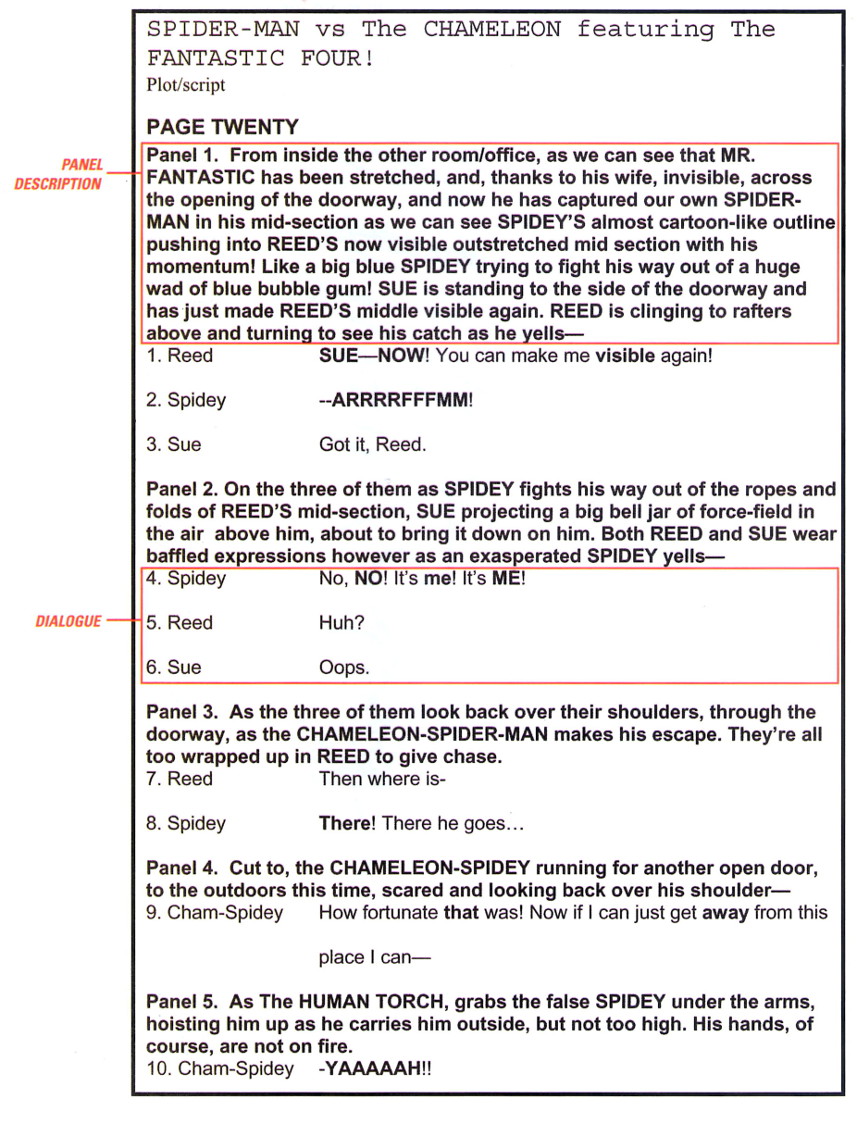 SPIDER-MAN vs The CHAMELEON featuring The
FANTASTIC FOUR!
Plot/script
PAGE TWENTY
PANEL
DESCRIPTION
Panel 1.  From inside the other room/office, as we can see that MR.
FANTASTIC has been stretched, and, thanks to his wife, invisible, across
the opening of the doorway, and now he has captured our own SPIDER-
MAN in his mid-section as we can see SPIDEY'S almost cartoon-like outline
pushing into REED'S now visible outstretched mid section with his
momentum! Like a big blue SPIDEY trying to fight his way out of a huge
wad of blue bubble gum! SUE is standing to the side of the doorway and
has just made REED'S middle visible again. REED is clinging to rafters
above and turning to see his catch as he yells—
1. Reed SUE—NOW! You can make me visible again!
2. Spidey --ARRRRFFFMM!
3. Sue Got it, Reed.
Panel 2. On the three of them as SPIDEY fights his way out of the ropes and
folds of REED'S mid-section, SUE projecting a big bell jar of force-field in
the air  above him, about to bring it down on him. Both REED and SUE wear
baffled expressions however as an exasperated SPIDEY yells—
DIALOGUE
4. Spidey No, NO! It's me! It's ME!
5. Reed Huh?
6. Sue Oops.
Panel 3.  As the three of them look back over their shoulders, through the
doorway, as the CHAMELEON-SPIDER-MAN makes his escape. They're all
too wrapped up in REED to give chase.
7. Reed Then where is-
8. Spidey There! There he goes…
Panel 4.  Cut to, the CHAMELEON-SPIDEY running for another open door,
to the outdoors this time, scared and looking back over his shoulder—
9. Cham-Spidey How fortunate that was! Now if I can just get away from this
place I can—
Panel 5.  As The HUMAN TORCH, grabs the false SPIDEY under the arms,
hoisting him up as he carries him outside, but not too high. His hands, of
course, are not on fire.
10. Cham-Spidey -YAAAAAH!!